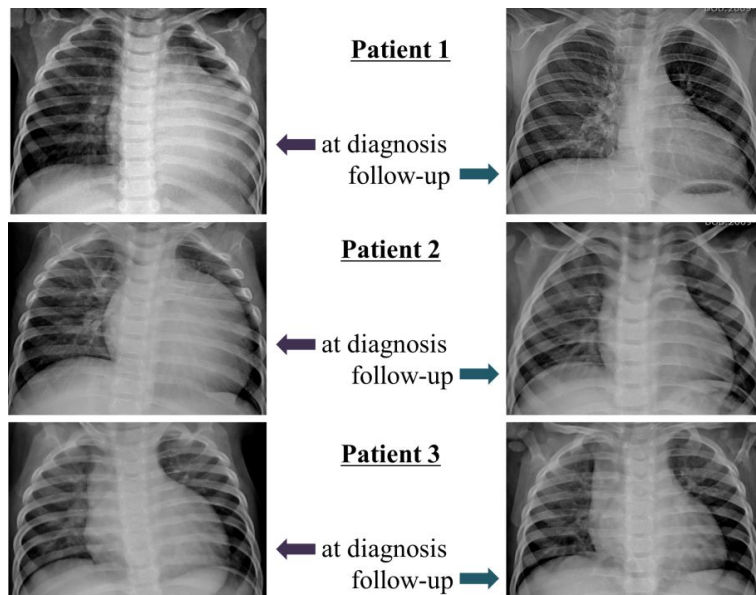 Patient 1
at diagnosis
follow-up
Patient 2
at diagnosis
follow-up
Patient 3
at diagnosis
follow-up